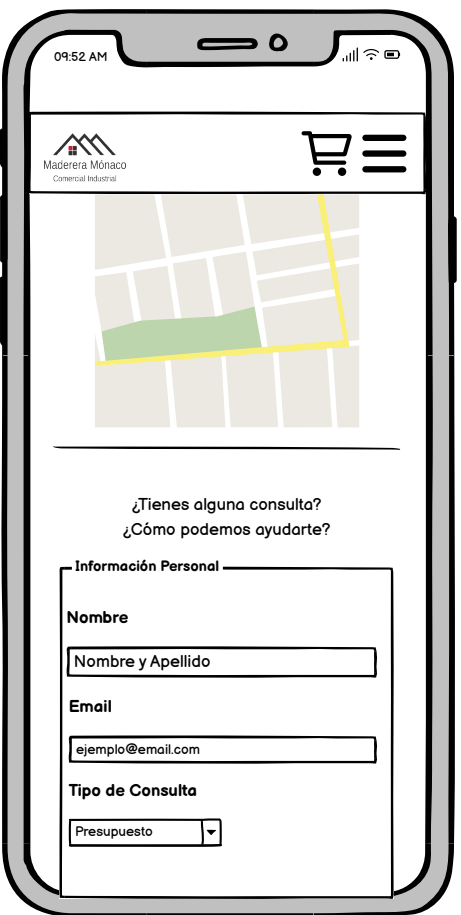 09:52 AM
Maderera Mónaco
Comercial Industrial
¿Tienes alguna consulta?
¿Cómo podemos ayudarte?
Información Personal
Nombre
Nombre y Apellido
Email
ejemplo@email.com
Tipo de Consulta
Presupuesto